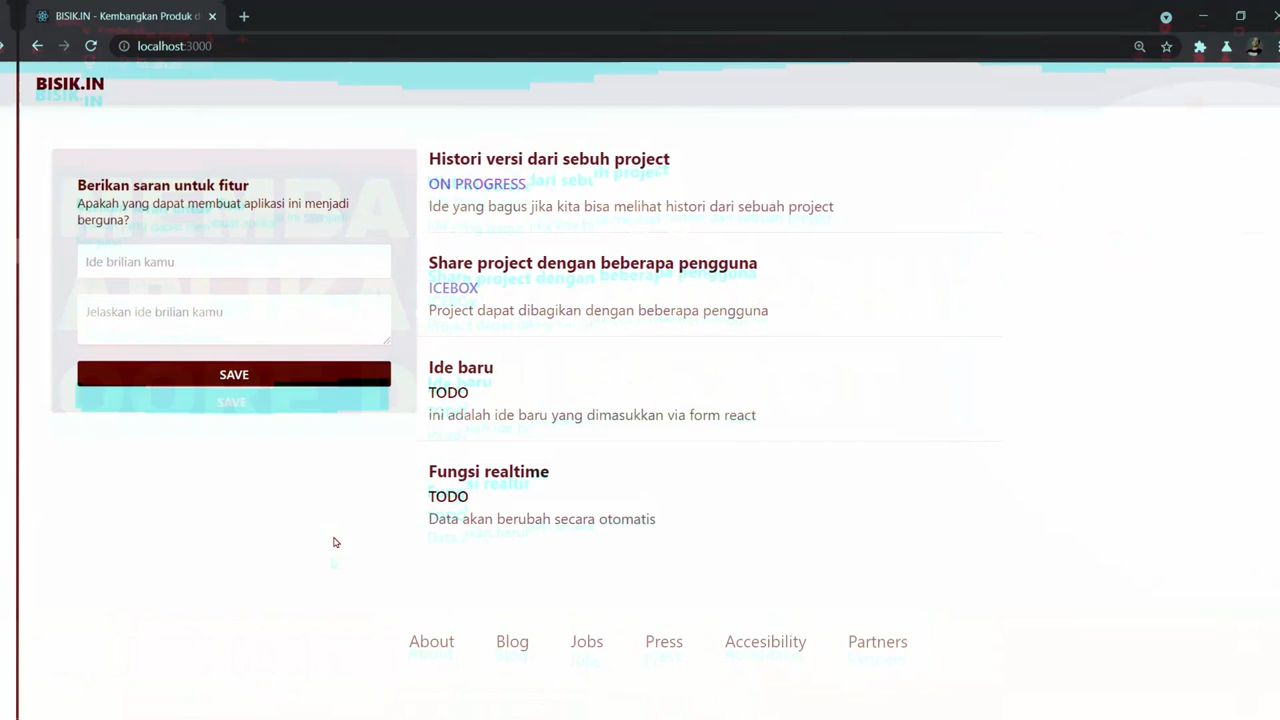 BISIK.IN - Kembangkan Produk d
localhost:3000
BISIK.IN
Berikan saran untuk fitur
Apakah yang dapat membuat aplikasi ini menjadi
berguna?
Ide brilian kamu
Jelaskan ide brilian kamu
SAVE
SAVE
Histori versi dari sebuh project
ON PROGRESS
Ide yang bagus jika kita bisa melihat histori dari sebuah project
Share project dengan beberapa pengguna
ICEBOX
Project dapat dibagikan dengan beberapa pengguna
Ide baru
TODO
ini adalah ide baru yang dimasukkan via form react
Fungsi realtime
TODO
Data akan berubah secara otomatis
About Blog Jobs Press Accesibility Partners